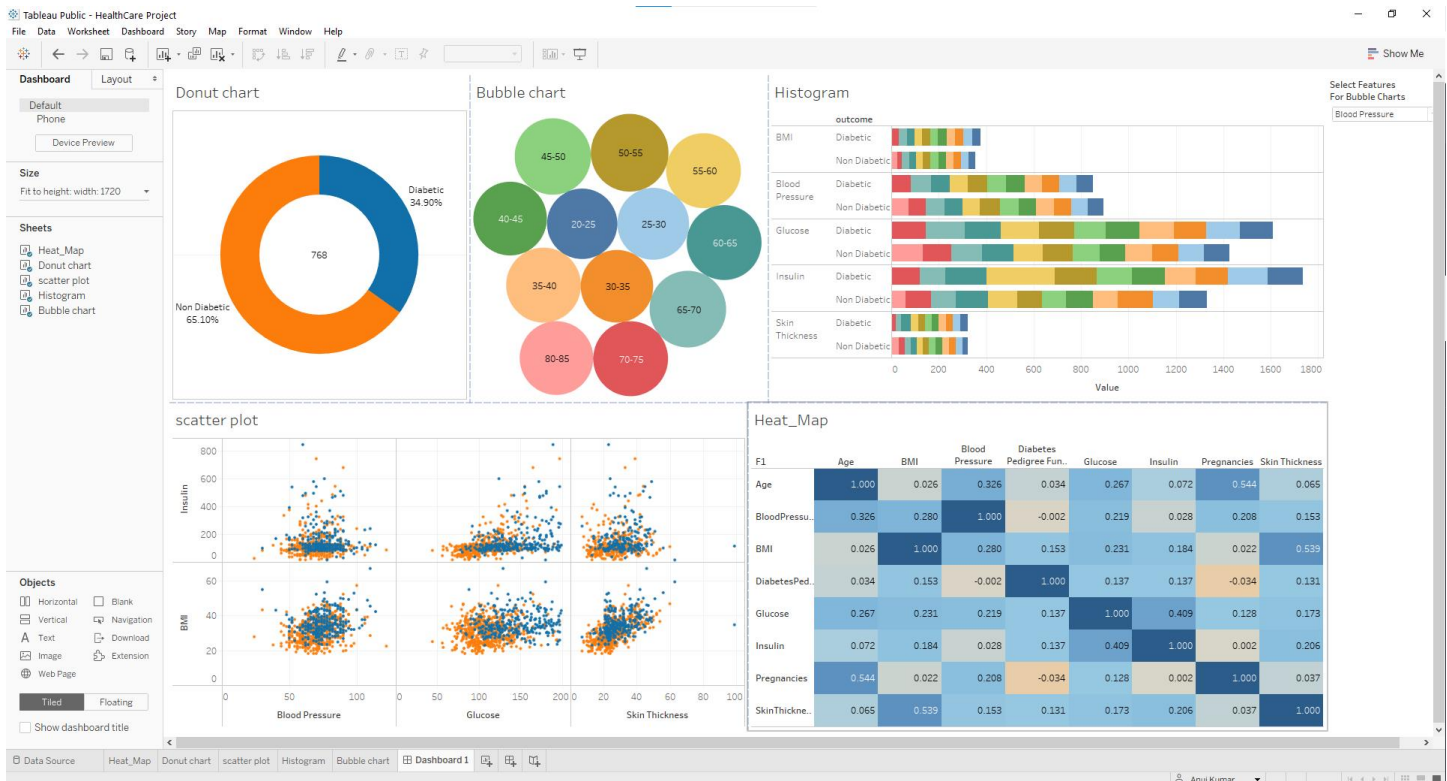 Tableau Public - HealthCare Project
File Data Worksheet Dashboard Story Map Format Window Help
Show Me
Dashboard Layout
Default
Phone
Device Preview
Size
Fit to height: width: 1720
Sheets
Heat_Map
Donut chart
scatter plot
Histogram
Bubble chart
Objects
Horizontal Blank
Vertical Navigation
A Text Download
Image Extension
Web Page
Tiled Floating
Show dashboard title
Donut chart
Diabetic
34.90%
768
Non Diabetic
65.10%
Bubble chart
45-50
50-55
55-60
40-45
20-25
25-30
60-65
35-40
30-35
65-70
80-85
70-75
Histogram
outcome
BMI Diabetic
Non Diabetic
Blood
Pressure
Diabetic
Non Diabetic
Glucose Diabetic
Non Diabetic
Insulin Diabetic
Non Diabetic
Skin
Thickness
Diabetic
Non Diabetic
0 200 400 600 800 1000 1200 1400 1600 1800
Value
Select Features
For Bubble Charts
Blood Pressure
scatter plot
Insulin
800
600
400
200
0
BMI
60
40
20
0
0 50 100
Blood Pressure
0 50 100 150 200
Glucose
0 20 40 60 80 100
Skin Thickness
Heat_Map
F1 Age BMI Blood Pressure Diabetes Pedigree Fun.. Glucose Insulin Pregnancies Skin Thickness
Age 1.000 0.026 0.326 0.034 0.267 0.072 0.544 0.065
BloodPressu.. 0.326 0.280 1.000 -0.002 0.219 0.028 0.208 0.153
BMI 0.026 1.000 0.280 0.153 0.231 0.184 0.022 0.539
DiabetesPed.. 0.034 0.153 -0.002 1.000 0.137 0.137 -0.034 0.131
Glucose 0.267 0.231 0.219 0.137 1.000 0.409 0.128 0.173
Insulin 0.072 0.184 0.028 0.137 0.409 1.000 0.002 0.206
Pregnancies 0.544 0.022 0.208 -0.034 0.128 0.002 1.000 0.037
SkinThickne.. 0.065 0.539 0.153 0.131 0.173 0.206 0.037 1.000
Data Source Heat_Map Donut chart scatter plot Histogram Bubble chart Dashboard 1
Anuj Kumar